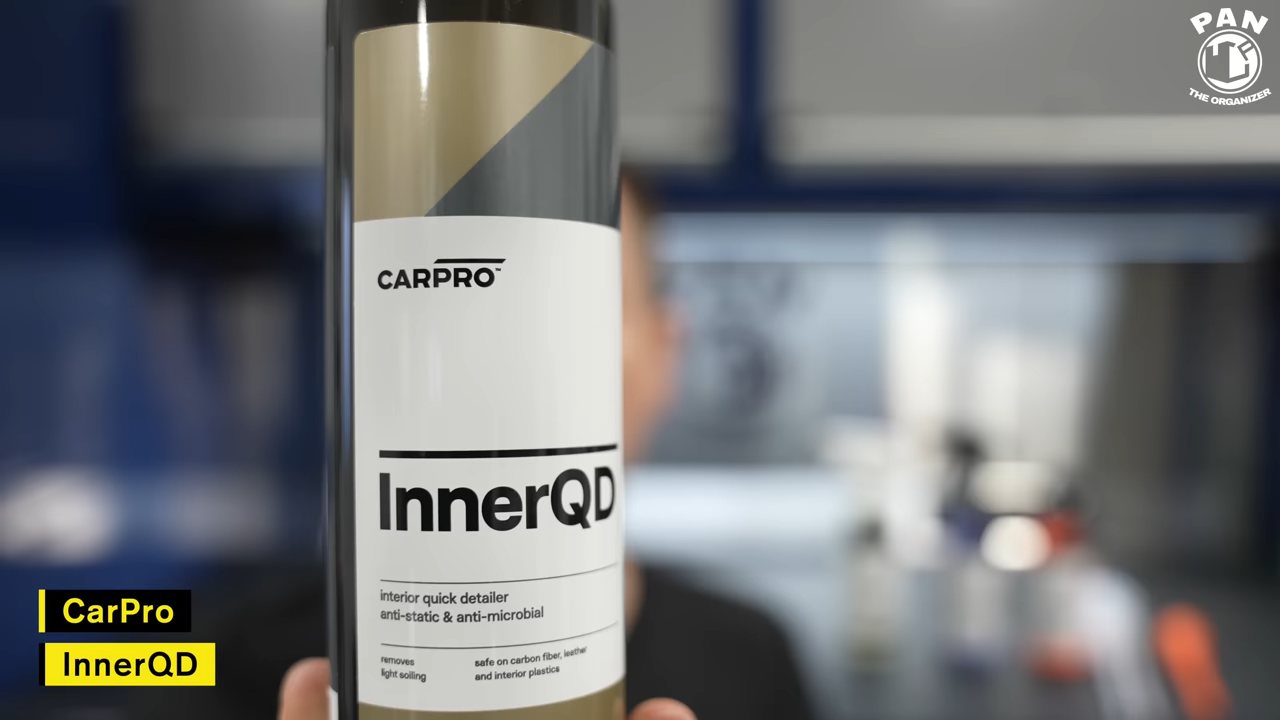 PAN
THE ORGANIZER
CARPRO™
InnerQD
interior quick detailer
anti-static & anti-microbial
removes
light soiling
safe on carbon fiber, leather
and interior plastics
CarPro
InnerQD